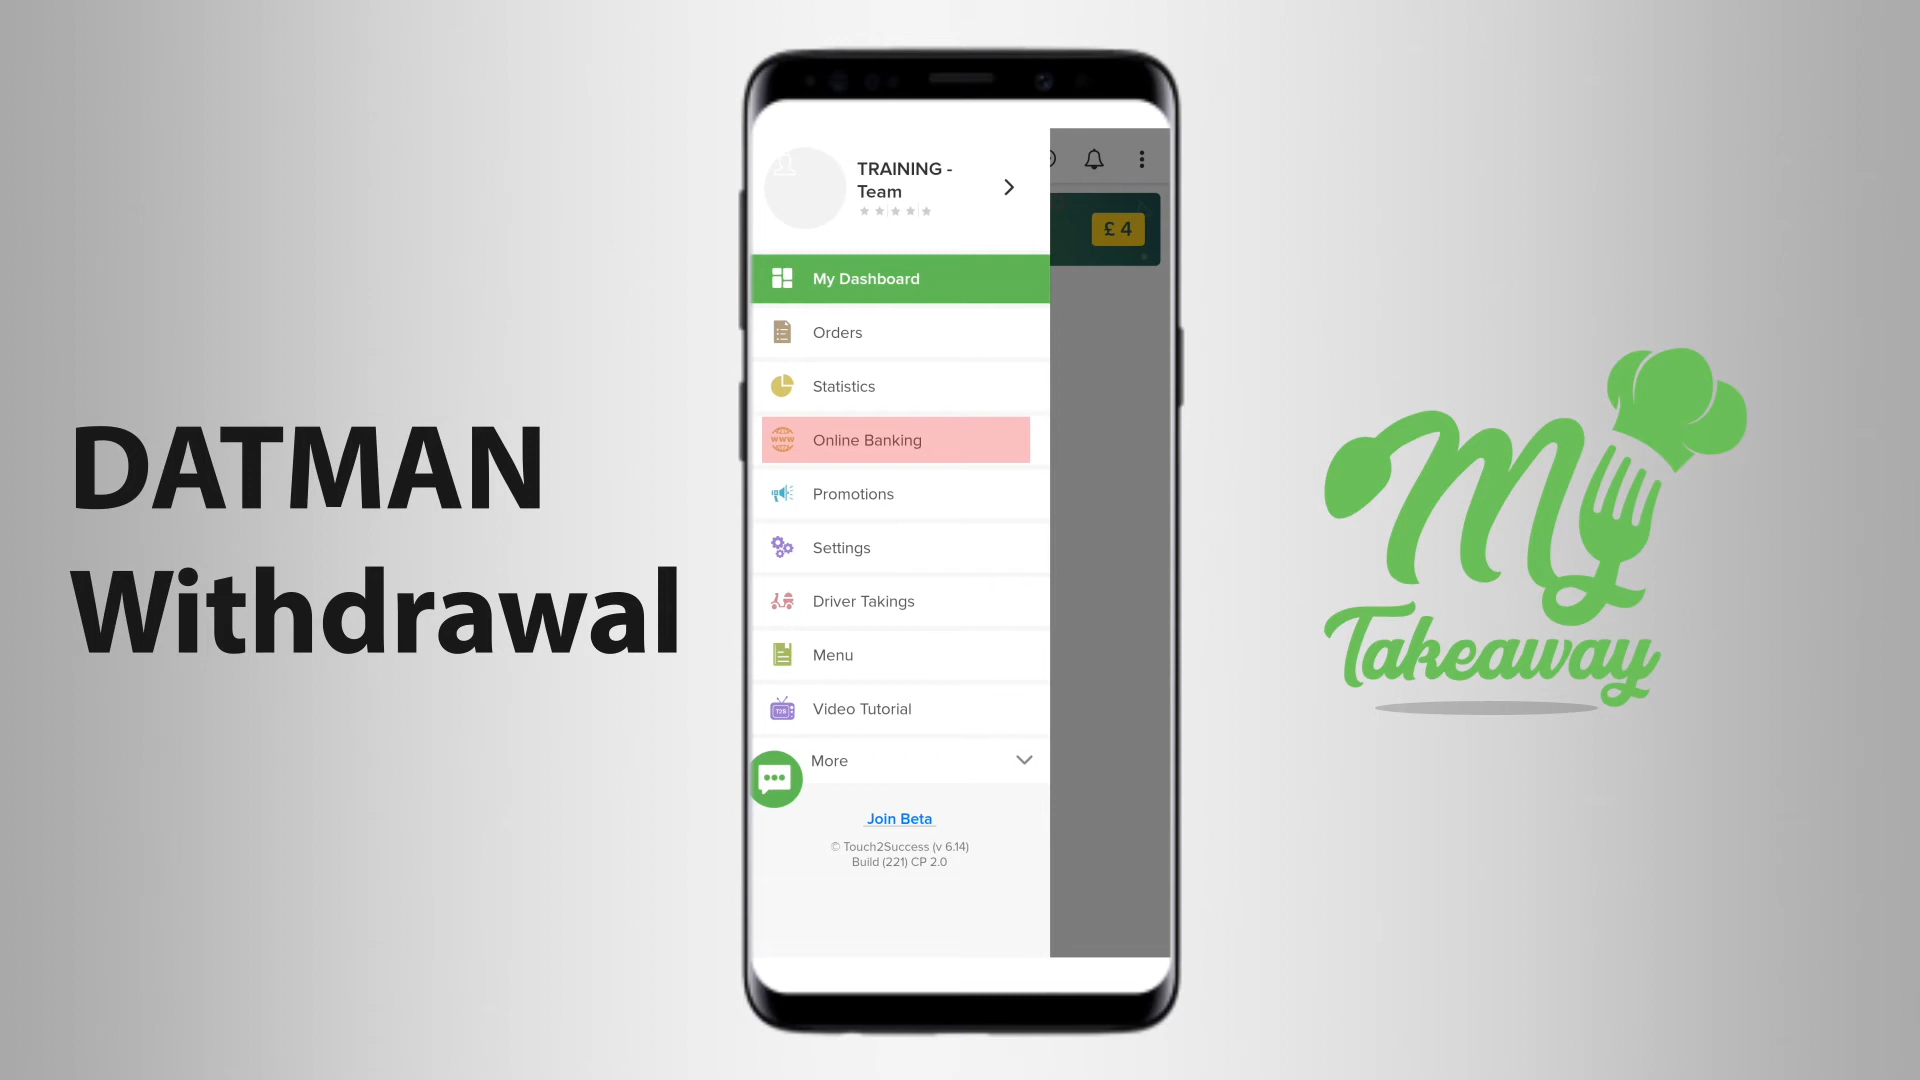 DATMAN
Withdrawal
TRAINING -
Team
£ 4
My Dashboard
Orders
Statistics
www
Online Banking
Promotions
Settings
Driver Takings
Menu
Video Tutorial
More
Join Beta
© Touch2Success (v 6.14)
Build (221) CP 2.0
My
Takeaway